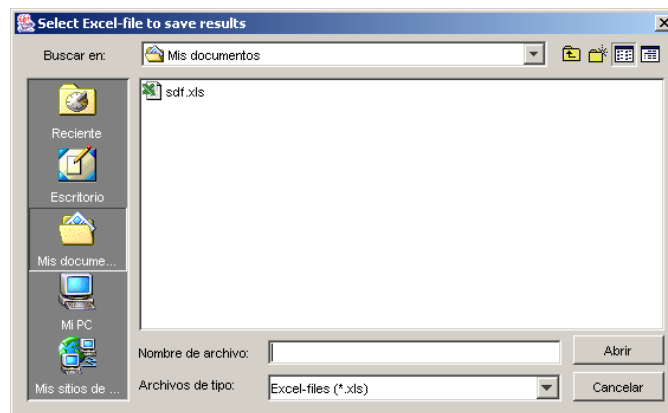 Select Excel-file to save results
Buscar en: Mis documentos
sdf.xls
Reciente
Escritorio
Mis docume...
Mi PC
Mis sitios de ...
Nombre de archivo: Abrir
Archivos de tipo: Excel-files (*.xls) Cancelar